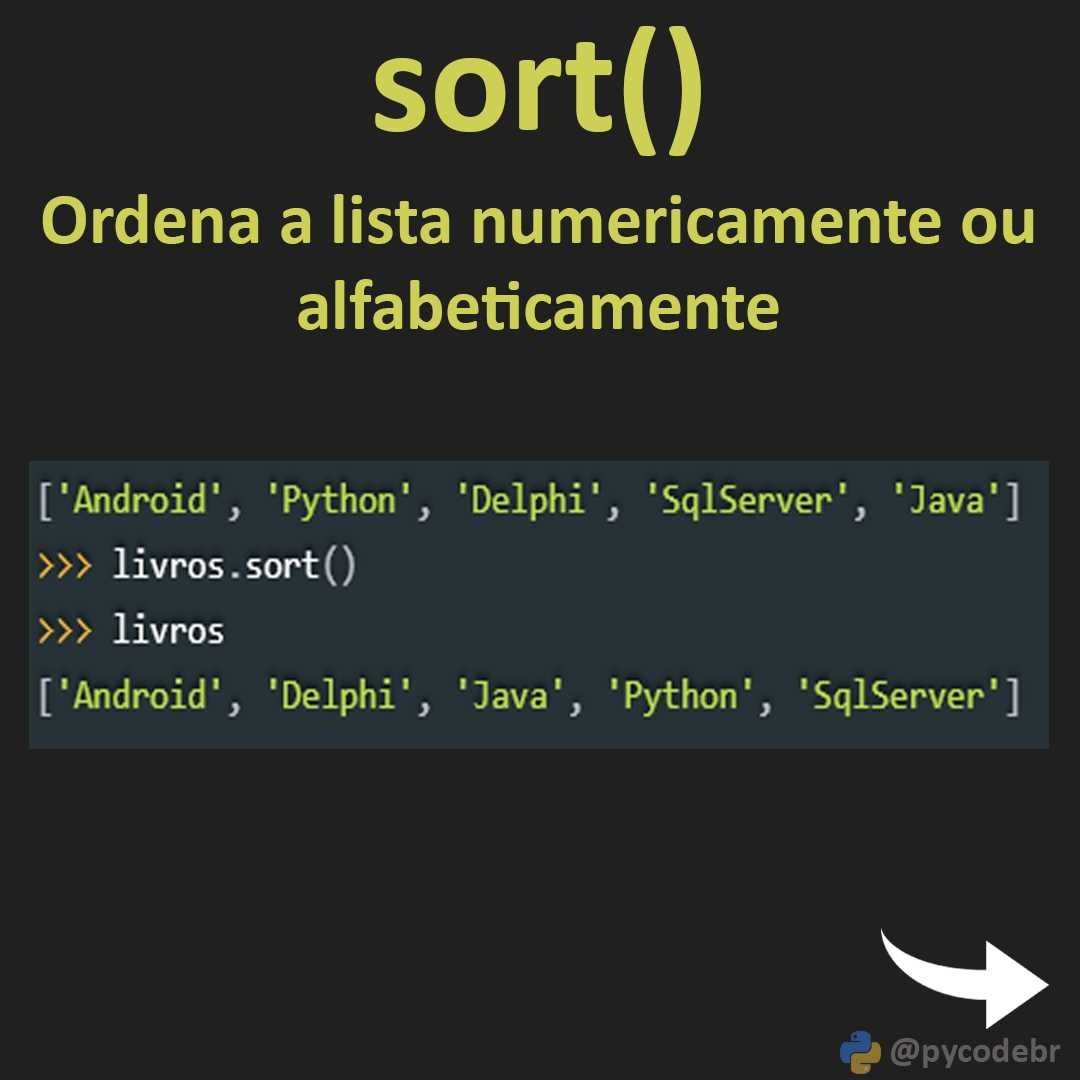 sort()
Ordena a lista numericamente ou
alfabeticamente
['Android', 'Python', 'Delphi', 'SqlServer', 'Java']
>>> livros.sort()
>>> livros
['Android', 'Delphi', 'Java', 'Python', 'SqlServer']
@pycodebr